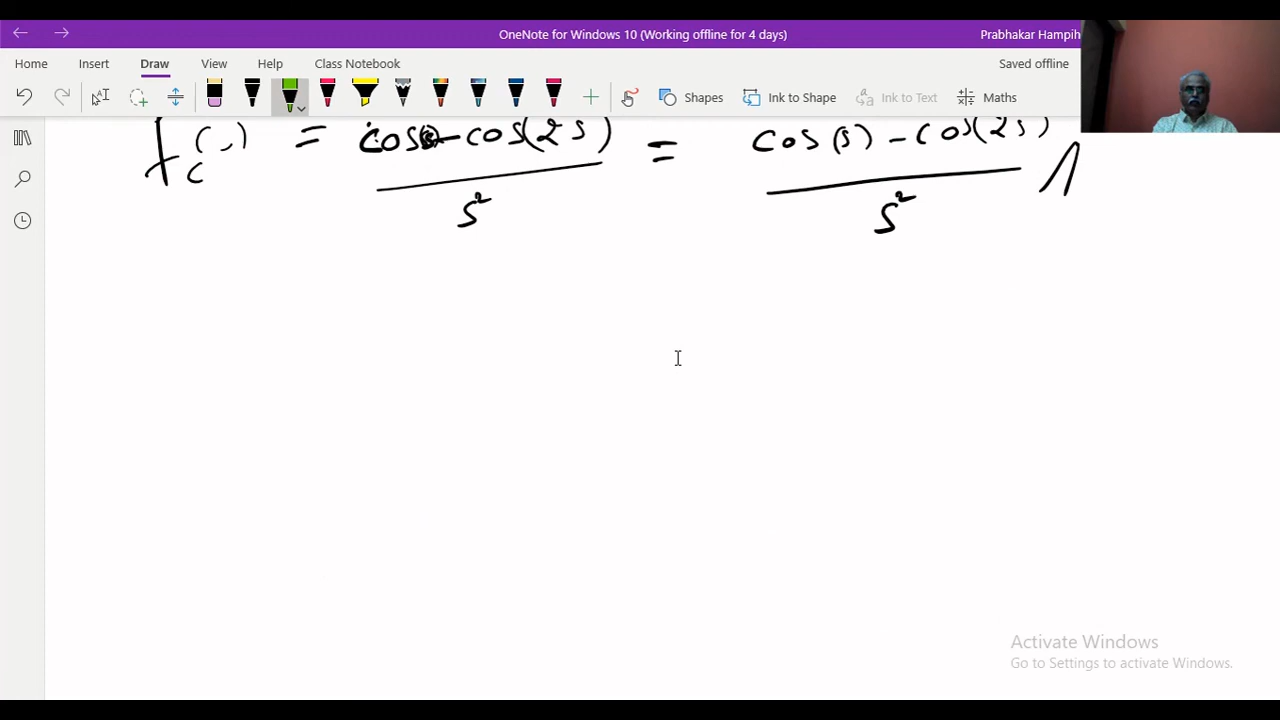 OneNote for Windows 10 (Working offline for 4 days)
Prabhakar Hampih
Home Insert Draw View Help Class Notebook
Saved offline
Shapes Ink to Shape Ink to Text Maths
f_c( ) = cos(s) - cos(2s) / s² = cos(s) - cos(2s) / s²
Activate Windows
Go to Settings to activate Windows.